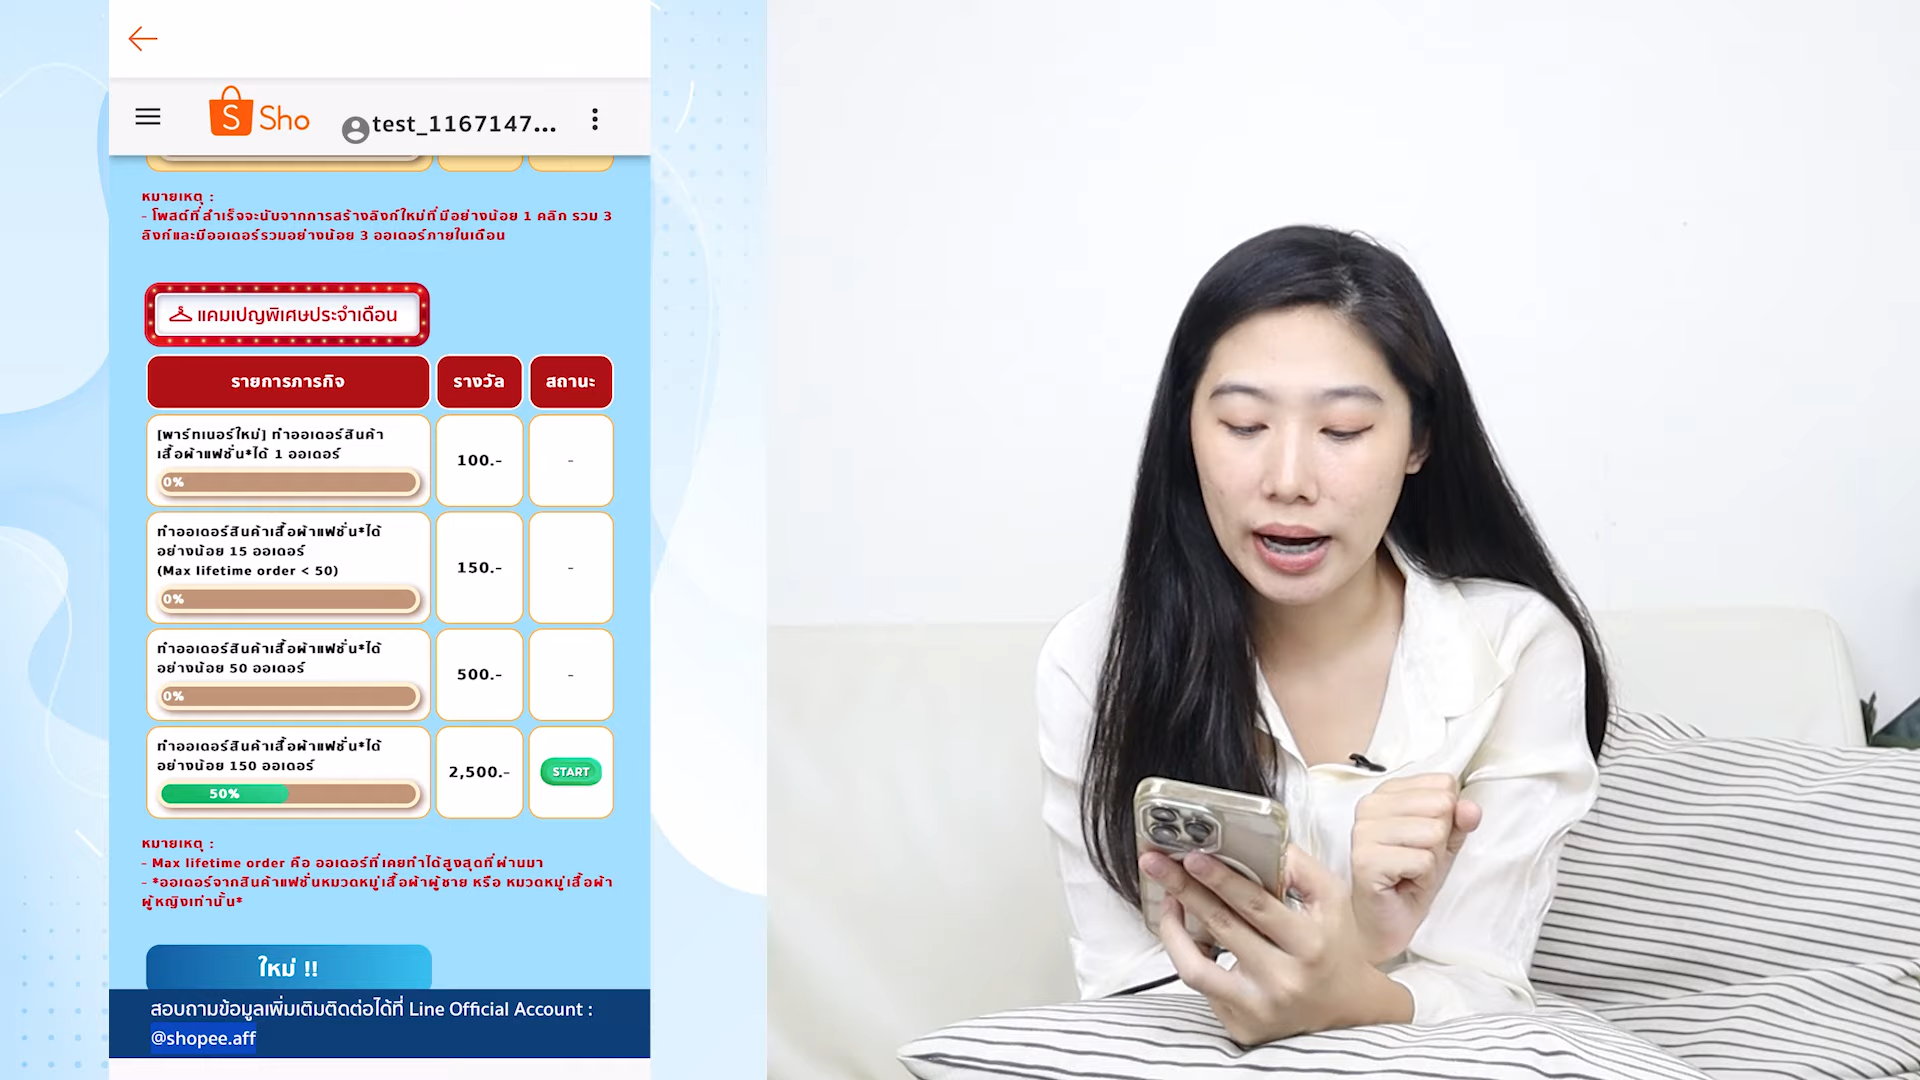 Sho
test_1167147...
หมายเหตุ :
- โพสต์ที่สำเร็จจะนับจากการสร้างลิงก์ใหม่ที่มีอย่างน้อย 1 คลิก รวม 3
ลิงก์และมีออเดอร์รวมอย่างน้อย 3 ออเดอร์ภายในเดือน
แคมเปญพิเศษประจำเดือน
รายการภารกิจ รางวัล สถานะ
[พาร์ทเนอร์ใหม่] ทำออเดอร์สินค้า
เสื้อผ้าแฟชั่น*ได้ 1 ออเดอร์
0%
100.- -
ทำออเดอร์สินค้าเสื้อผ้าแฟชั่น*ได้
อย่างน้อย 15 ออเดอร์
(Max lifetime order < 50)
0%
150.- -
ทำออเดอร์สินค้าเสื้อผ้าแฟชั่น*ได้
อย่างน้อย 50 ออเดอร์
0%
500.- -
ทำออเดอร์สินค้าเสื้อผ้าแฟชั่น*ได้
อย่างน้อย 150 ออเดอร์
50%
2,500.- START
หมายเหตุ :
- Max lifetime order คือ ออเดอร์ที่เคยทำได้สูงสุดที่ผ่านมา
- *ออเดอร์จากสินค้าแฟชั่นหมวดหมู่เสื้อผ้าผู้ชาย หรือ หมวดหมู่เสื้อผ้า
ผู้หญิงเท่านั้น*
ใหม่ !!
สอบถามข้อมูลเพิ่มเติมติดต่อได้ที่ Line Official Account :
@shopee.aff